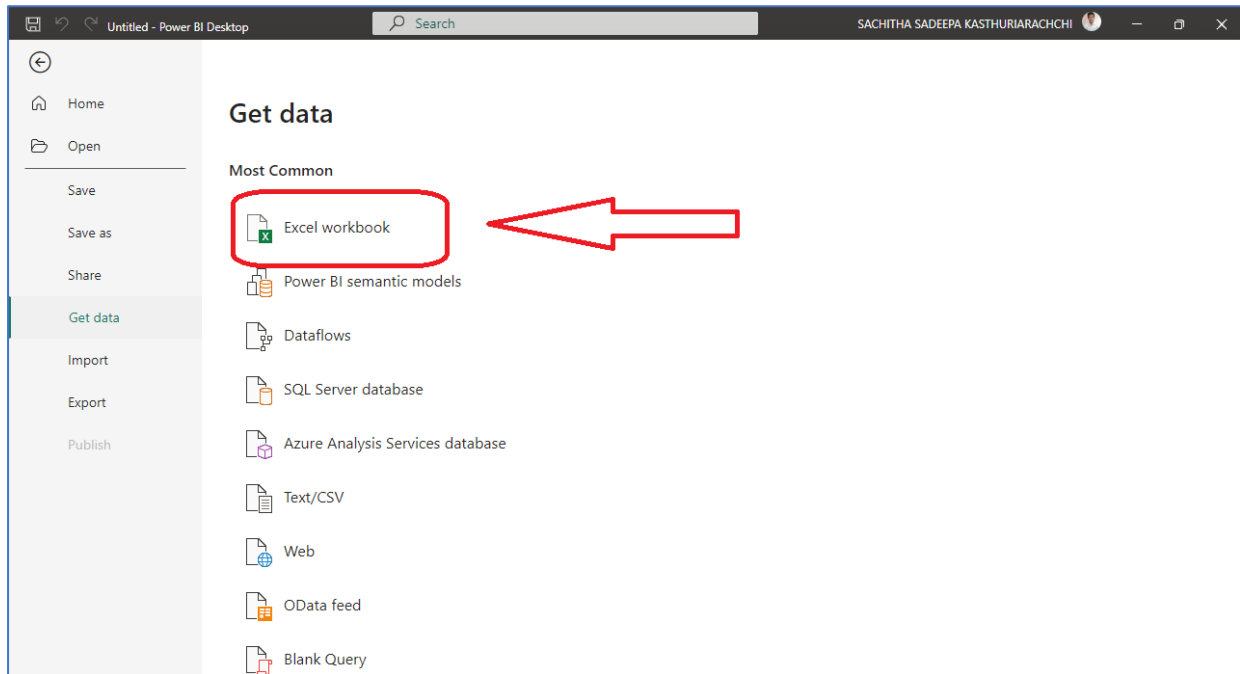 Untitled - Power BI Desktop
Search
SACHITHA SADEEPA KASTHURIARACHCHI
Home
Open
Save
Save as
Share
Get data
Import
Export
Publish
Get data
Most Common
Excel workbook
Power BI semantic models
Dataflows
SQL Server database
Azure Analysis Services database
Text/CSV
Web
OData feed
Blank Query